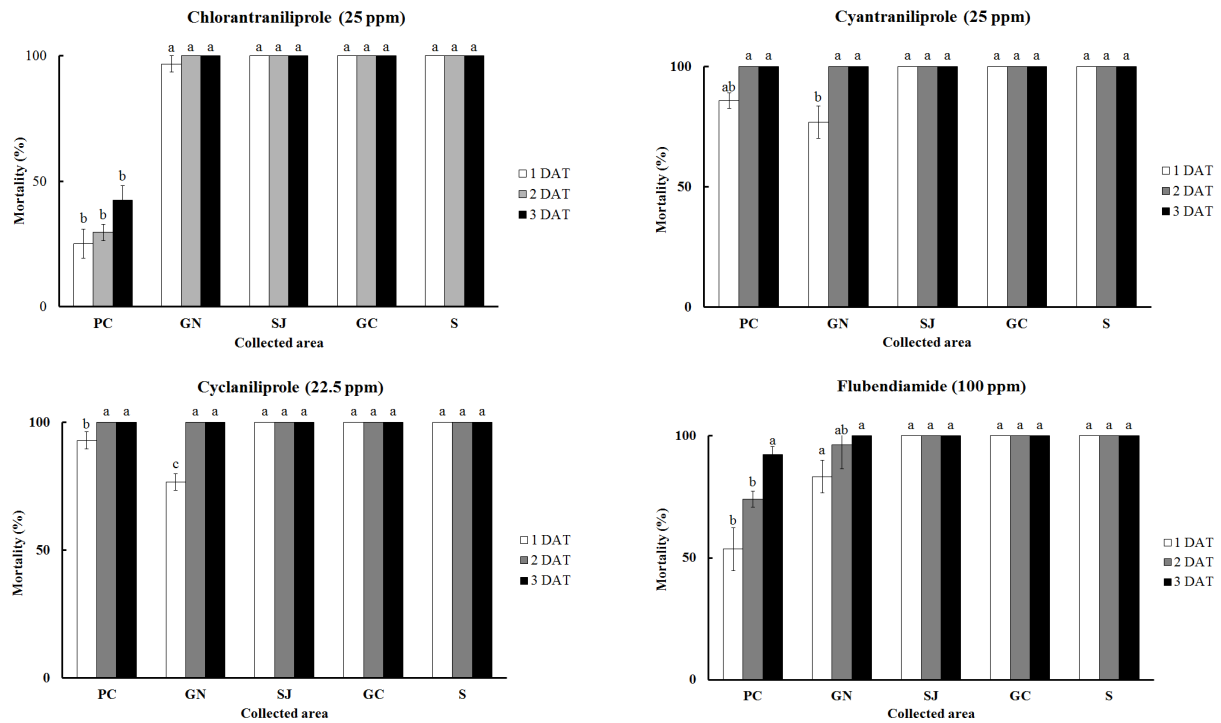 Chlorantraniliprole (25 ppm)
a a a a a a a a a a a a
100
b
b b
50
0
Mortality (%)
1 DAT
2 DAT
3 DAT
PC GN SJ GC S
Collected area
Cyantraniliprole (25 ppm)
a a a a a a a a a a a a a
100
ab
b
50
0
Mortality (%)
1 DAT
2 DAT
3 DAT
PC GN SJ GC S
Collected area
Cyclaniliprole (22.5 ppm)
a a a a a a a a a a a a a
100
b
c
50
0
Mortality (%)
1 DAT
2 DAT
3 DAT
PC GN SJ GC S
Collected area
Flubendiamide (100 ppm)
ab a a a a a a a a a a
100
a
a
b
b
50
0
Mortality (%)
1 DAT
2 DAT
3 DAT
PC GN SJ GC S
Collected area